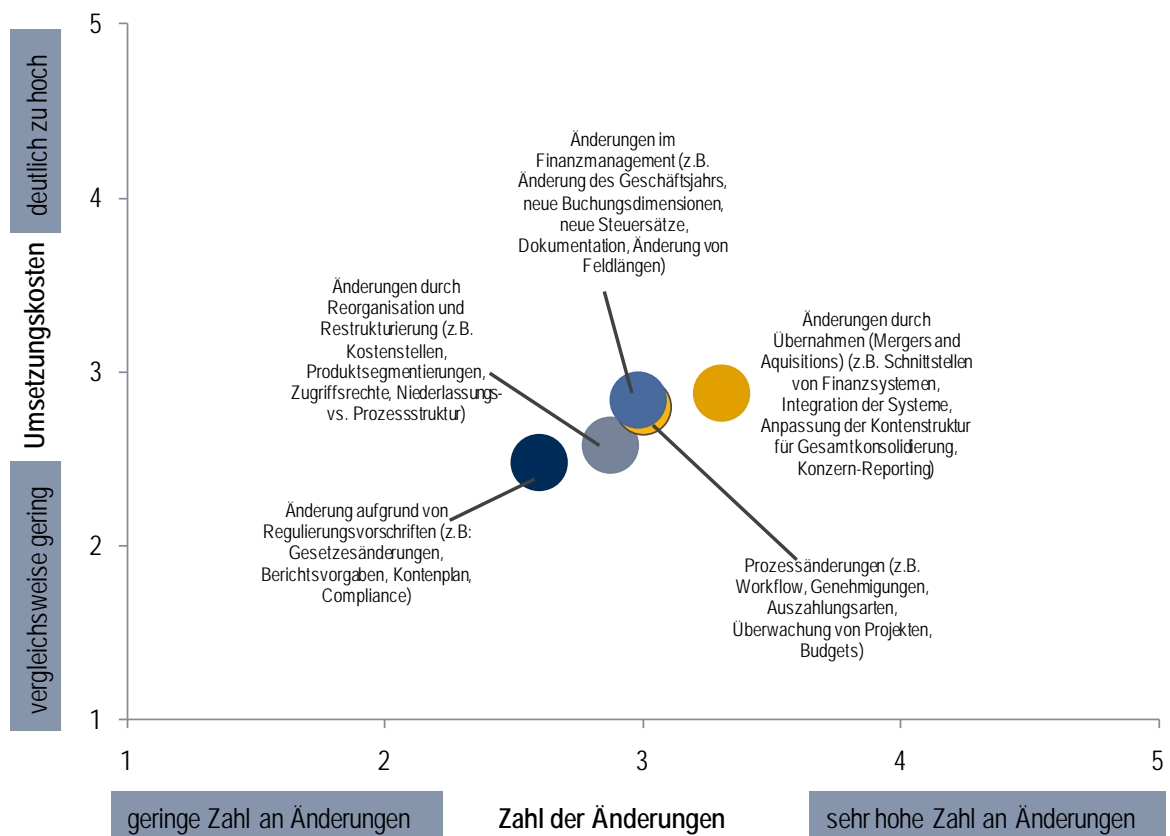 5
deutlich zu hoch
Änderungen im
Finanzmanagement (z.B.
Änderung des Geschäftsjahrs,
neue Buchungsdimensionen,
neue Steuersätze,
Dokumentation, Änderung von
Feldlängen)
4
Umsetzungskosten
Änderungen durch
Reorganisation und
Restrukturierung (z.B.
Kostenstellen,
Produktsegmentierungen,
Zugriffsrechte, Niederlassungs-
vs. Prozessstruktur)
Änderungen durch
Übernahmen (Mergers and
Aquisitions) (z.B. Schnittstellen
von Finanzsystemen,
Integration der Systeme,
Anpassung der Kontenstruktur
für Gesamtkonsolidierung,
Konzern-Reporting)
3
vergleichsweise gering
Änderung aufgrund von
Regulierungsvorschriften (z.B:
Gesetzesänderungen,
Berichtsvorgaben, Kontenplan,
Compliance)
2
Prozessänderungen (z.B.
Workflow, Genehmigungen,
Auszahlungsarten,
Überwachung von Projekten,
Budgets)
1
1 2 3 4 5
geringe Zahl an Änderungen
Zahl der Änderungen
sehr hohe Zahl an Änderungen